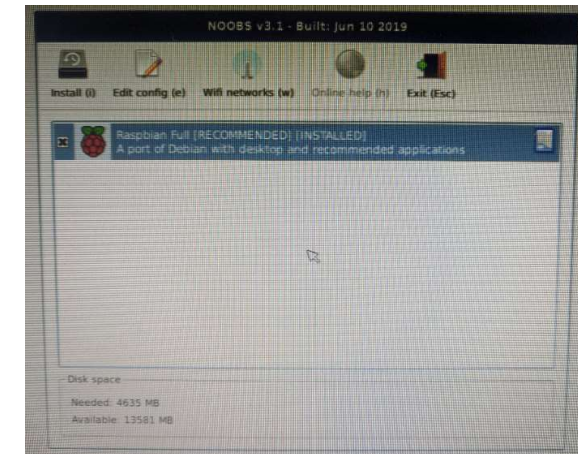 NOOBS v3.1 - Built: Jun 10 2019
Install (i) Edit config (e) Wifi networks (w) Online help (h) Exit (Esc)
Raspbian Full [RECOMMENDED] [INSTALLED]
A port of Debian with desktop and recommended applications
Disk space
Needed: 4635 MB
Available: 13581 MB